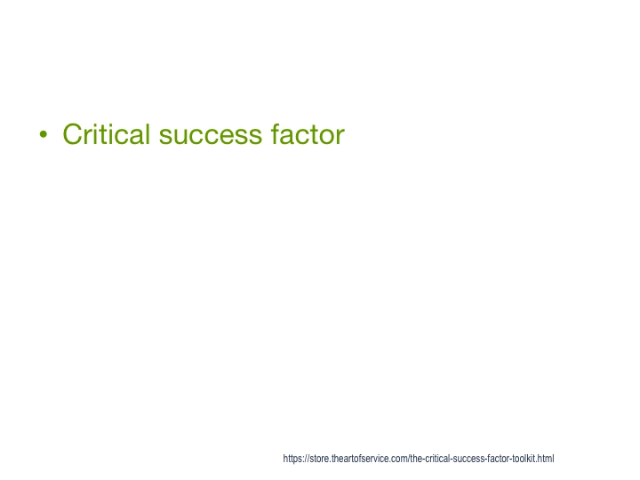 • Critical success factor
https://store.theartofservice.com/the-critical-success-factor-toolkit.html